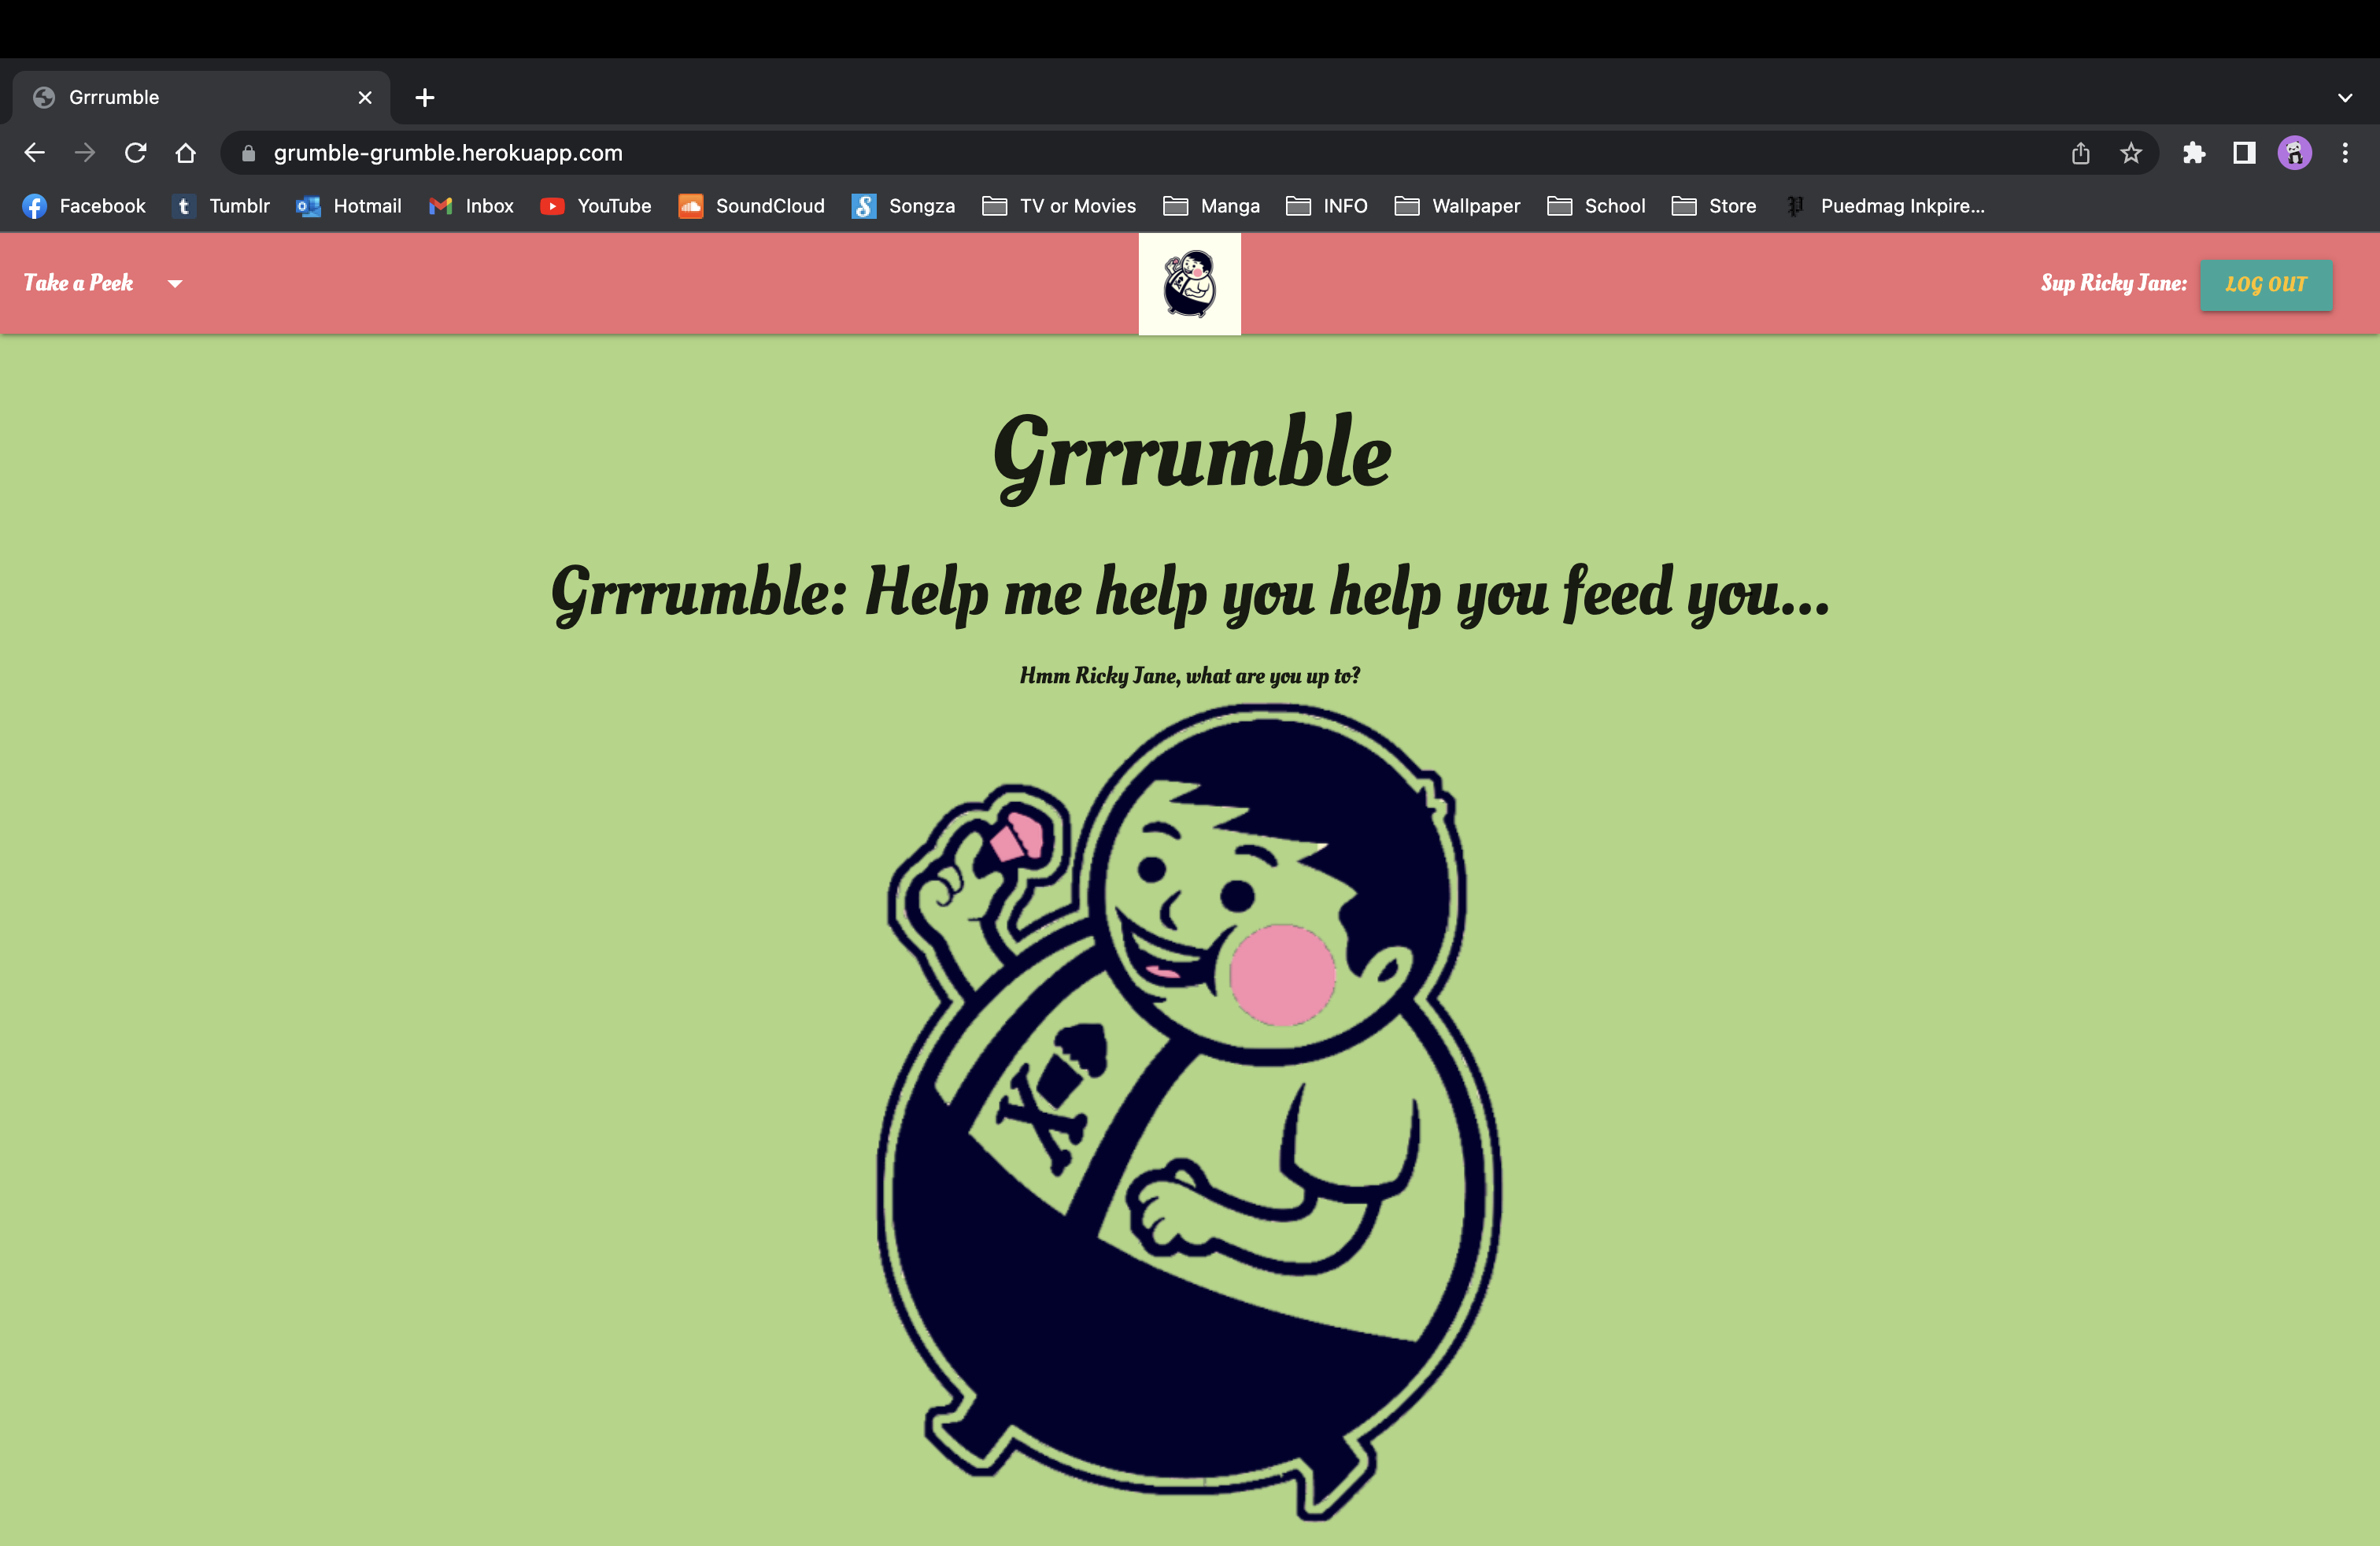 Grrrumble
grumble-grumble.herokuapp.com
Facebook Tumblr Hotmail Inbox YouTube SoundCloud Songza TV or Movies Manga INFO Wallpaper School Store Puedmag Inkpire...
Take a Peek Sup Ricky Jane: LOG OUT
Grrrumble
Grrrumble: Help me help you help you feed you...
Hmm Ricky Jane, what are you up to?